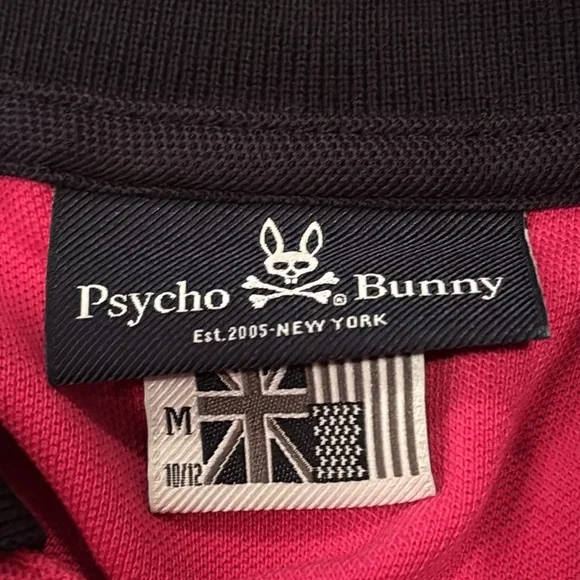 Psycho Bunny ®
Est. 2005-NEW YORK
M
10/12